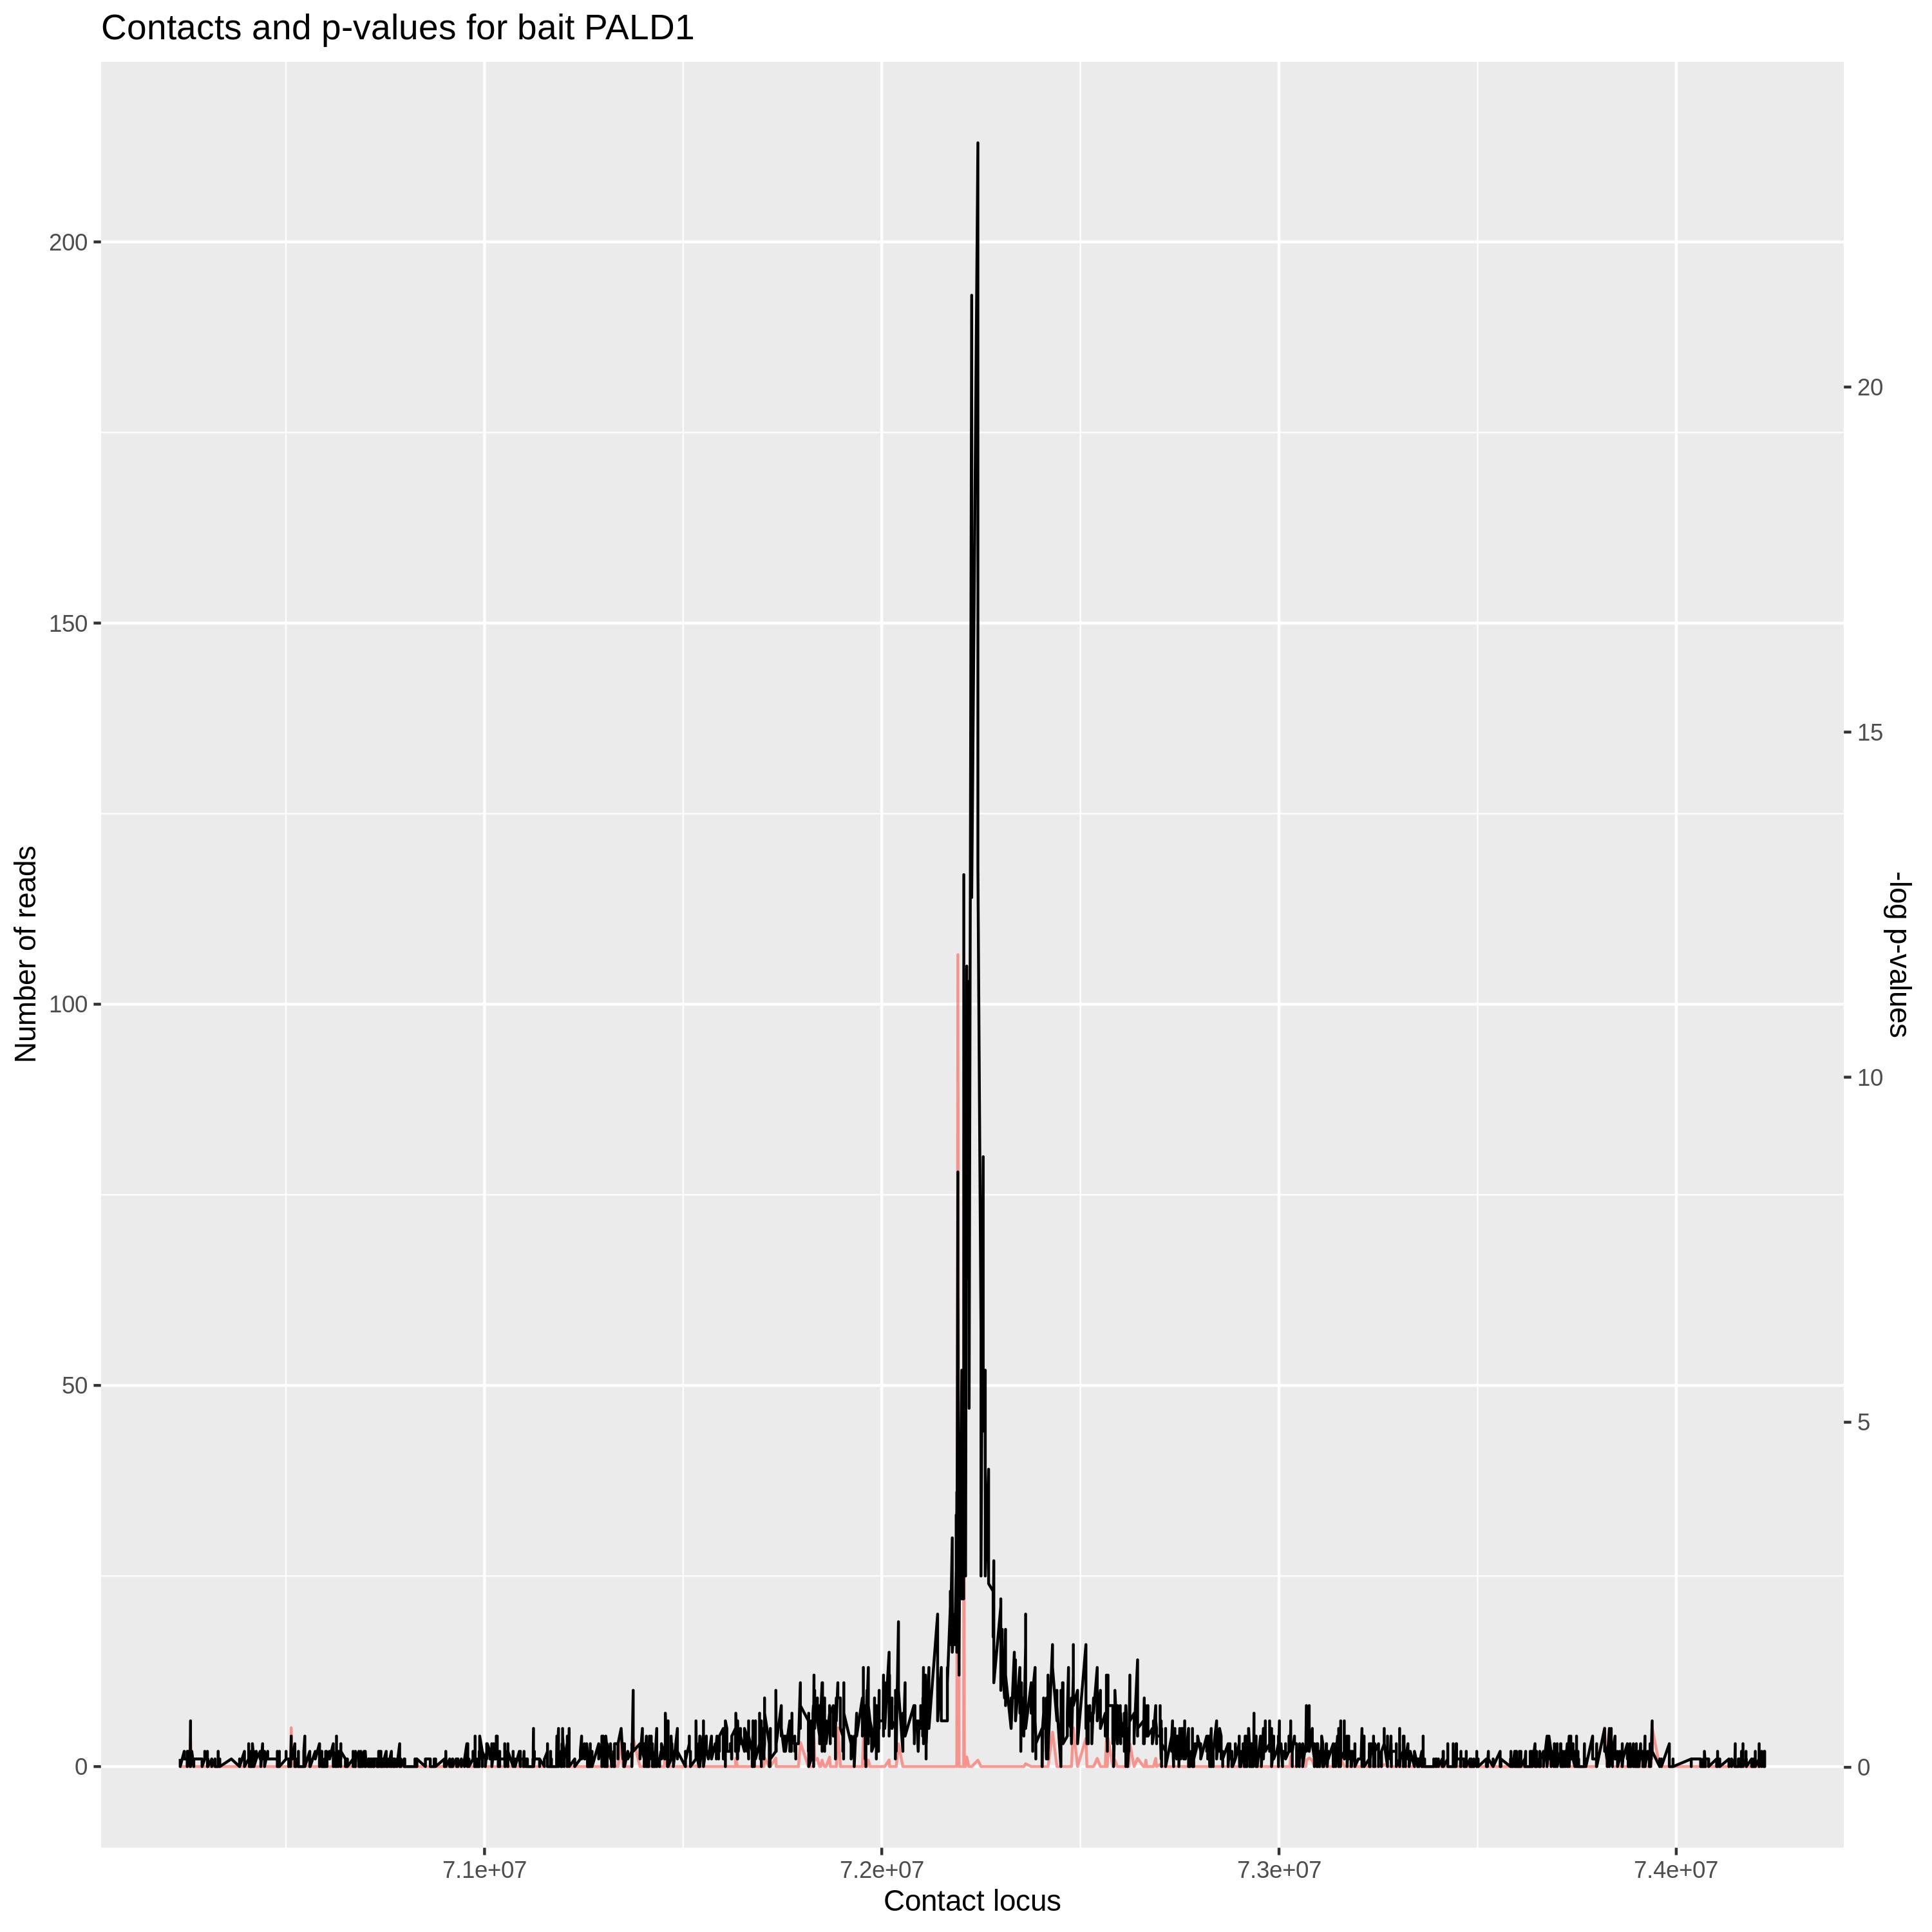 Contacts and p-values for bait PALD1
Number of reads
200
150
100
50
0
20
15
10
5
0
-log p-values
7.1e+07
7.2e+07
7.3e+07
7.4e+07
Contact locus